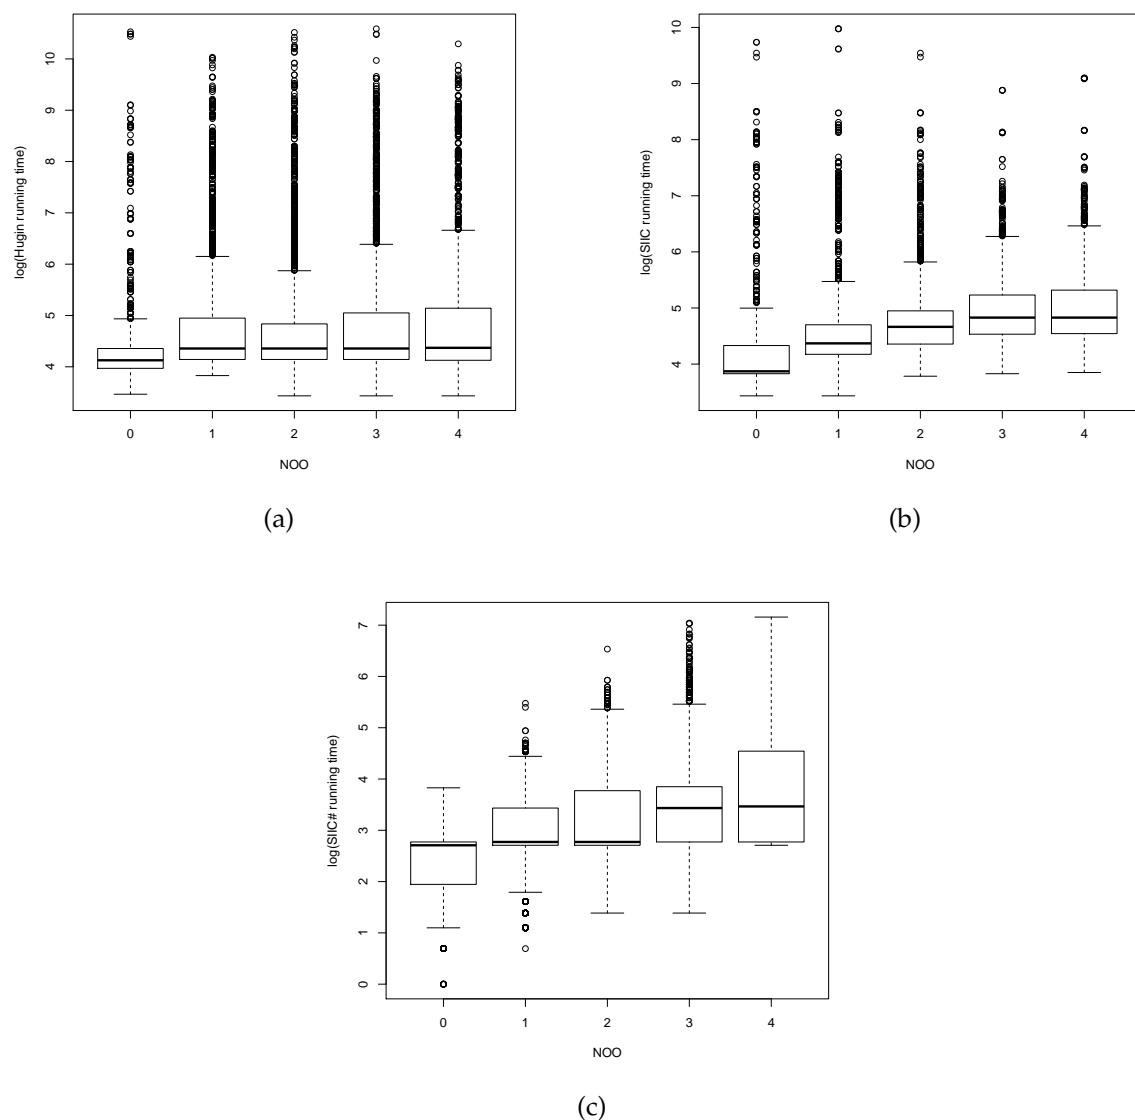 log(Hugin running time)
4 5 6 7 8 9 10
0 1 2 3 4
NOO
(a)
log(SIIC running time)
4 5 6 7 8 9 10
0 1 2 3 4
NOO
(b)
log(SIIC# running time)
0 1 2 3 4 5 6 7
0 1 2 3 4
NOO
(c)